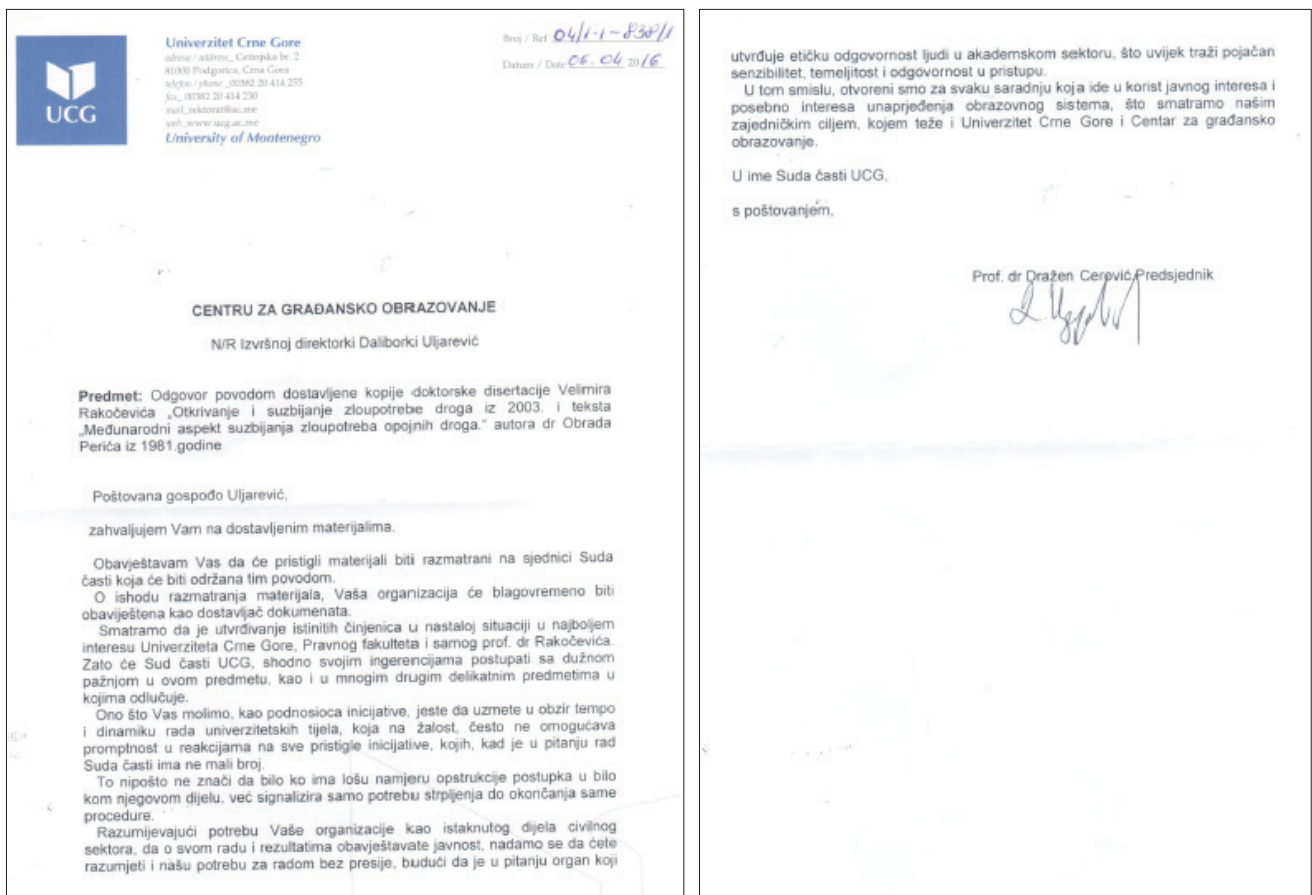 UCG
Univerzitet Crne Gore
adresa / address_ Cetinjska br. 2
81000 Podgorica, Crna Gora
telefon / phone _00382 20 414 255
fax_ 00382 20 414 230
mail_rektorat@ac.me
web_www.ucg.ac.me
University of Montenegro
Broj / Ref 04/1-1-838/1
Datum / Date 06.04 2016
CENTRU ZA GRAĐANSKO OBRAZOVANJE
N/R Izvršnoj direktorki Daliborki Uljarević
Predmet: Odgovor povodom dostavljene kopije doktorske disertacije Velimira
Rakočevića „Otkrivanje i suzbijanje zloupotrebe droga iz 2003. i teksta
„Međunarodni aspekt suzbijanja zloupotreba opojnih droga.“ autora dr Obrada
Perića iz 1981.godine
Poštovana gospođo Uljarević,
zahvaljujem Vam na dostavljenim materijalima.
Obavještavam Vas da će pristigli materijali biti razmatrani na sjednici Suda
časti koja će biti održana tim povodom.
O ishodu razmatranja materijala, Vaša organizacija će blagovremeno biti
obaviještena kao dostavljač dokumenata.
Smatramo da je utvrđivanje istinitih činjenica u nastaloj situaciji u najboljem
interesu Univerziteta Crne Gore, Pravnog fakulteta i samog prof. dr Rakočevića.
Zato će Sud časti UCG, shodno svojim ingerencijama postupati sa dužnom
pažnjom u ovom predmetu, kao i u mnogim drugim delikatnim predmetima u
kojima odlučuje.
Ono što Vas molimo, kao podnosioca inicijative, jeste da uzmete u obzir tempo
i dinamiku rada univerzitetskih tijela, koja na žalost, često ne omogućava
promptnost u reakcijama na sve pristigle inicijative, kojih, kad je u pitanju rad
Suda časti ima ne mali broj.
To nipošto ne znači da bilo ko ima lošu namjeru opstrukcije postupka u bilo
kom njegovom dijelu, već signalizira samo potrebu strpljenja do okončanja same
procedure.
Razumijevajući potrebu Vaše organizacije kao istaknutog dijela civilnog
sektora, da o svom radu i rezultatima obavještavate javnost, nadamo se da ćete
razumjeti i našu potrebu za radom bez presije, budući da je u pitanju organ koji
utvrđuje etičku odgovornost ljudi u akademskom sektoru, što uvijek traži pojačan
senzibilitet, temeljitost i odgovornost u pristupu.
U tom smislu, otvoreni smo za svaku saradnju koja ide u korist javnog interesa i
posebno interesa unaprjeđenja obrazovnog sistema, što smatramo našim
zajedničkim ciljem, kojem teže i Univerzitet Crne Gore i Centar za građansko
obrazovanje.
U ime Suda časti UCG,
s poštovanjem,
Prof. dr Dražen Cerović Predsjednik